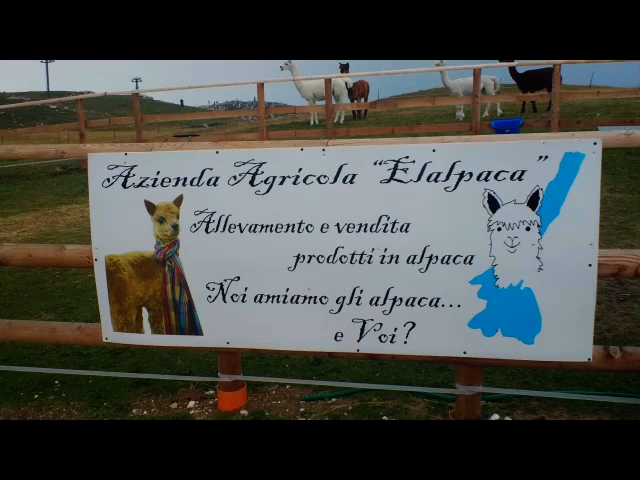 Azienda Agricola "Elalpaca"
Allevamento e vendita
prodotti in alpaca
Noi amiamo gli alpaca...
e Voi?